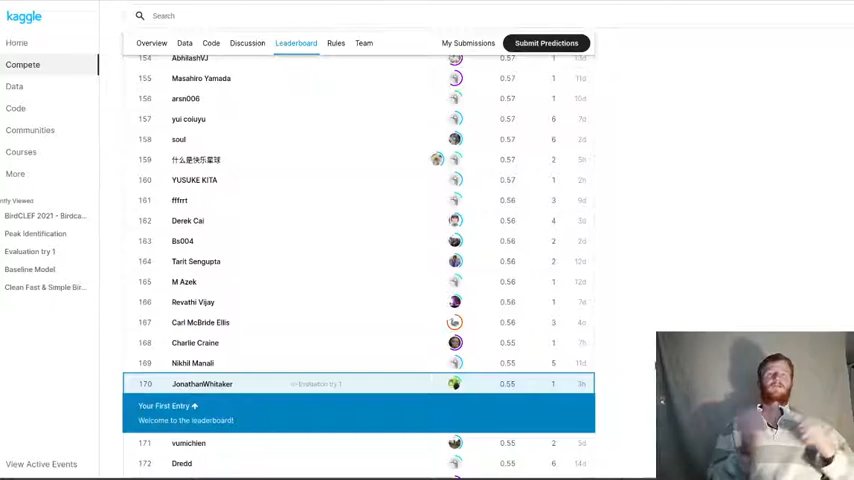 kaggle
Search
Home
Compete
Data
Code
Communities
Courses
More
ntly Viewed
BirdCLEF 2021 - Birdca...
Peak Identification
Evaluation try 1
Baseline Model
Clean Fast & Simple Bir...
View Active Events
Overview Data Code Discussion Leaderboard Rules Team My Submissions Submit Predictions
154 AbhilashVJ 0.57 1 13d
155 Masahiro Yamada 0.57 1 11d
156 arsn006 0.57 1 10d
157 yui coiuyu 0.57 6 7d
158 soul 0.57 6 2d
159 什么是快乐星球 0.57 2 5h
160 YUSUKE KITA 0.57 1 2h
161 fffrrt 0.56 3 9d
162 Derek Cai 0.56 4 3d
163 Bs004 0.56 2 2d
164 Tarit Sengupta 0.56 2 12d
165 M Azek 0.56 1 12d
166 Revathi Vijay 0.56 1 7d
167 Carl McBride Ellis 0.56 3 4d
168 Charlie Craine 0.55 1 7h
169 Nikhil Manali 0.55 5 11d
170 JonathanWhitaker <> Evaluation try 1 0.55 1 3h
Your First Entry ↑
Welcome to the leaderboard!
171 vumichien 0.55 2 5d
172 Dredd 0.55 6 14d